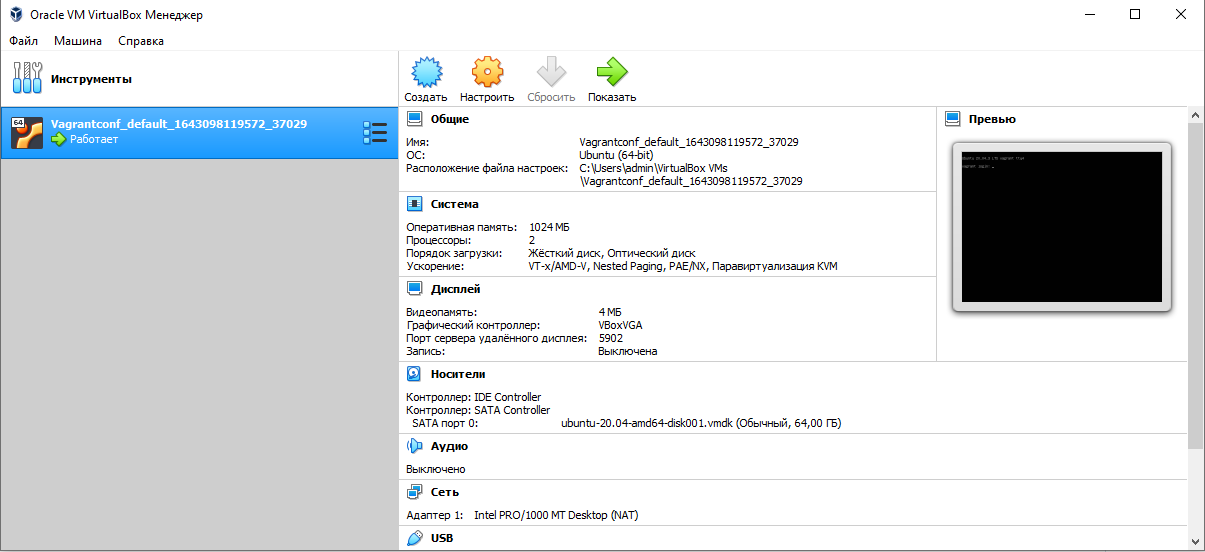 Oracle VM VirtualBox Менеджер
Файл Машина Справка
Инструменты
Создать Настроить Сбросить Показать
64
Vagrantconf_default_1643098119572_37029
Работает
Общие
Имя: Vagrantconf_default_1643098119572_37029
ОС: Ubuntu (64-bit)
Расположение файла настроек: C:\Users\admin\VirtualBox VMs
\Vagrantconf_default_1643098119572_37029
Система
Оперативная память: 1024 МБ
Процессоры: 2
Порядок загрузки: Жёсткий диск, Оптический диск
Ускорение: VT-x/AMD-V, Nested Paging, PAE/NX, Паравиртуализация KVM
Дисплей
Видеопамять: 4 МБ
Графический контроллер: VBoxVGA
Порт сервера удалённого дисплея: 5902
Запись: Выключена
Носители
Контроллер: IDE Controller
Контроллер: SATA Controller
SATA порт 0: ubuntu-20.04-amd64-disk001.vmdk (Обычный, 64,00 ГБ)
Аудио
Выключено
Сеть
Адаптер 1: Intel PRO/1000 MT Desktop (NAT)
USB
Превью